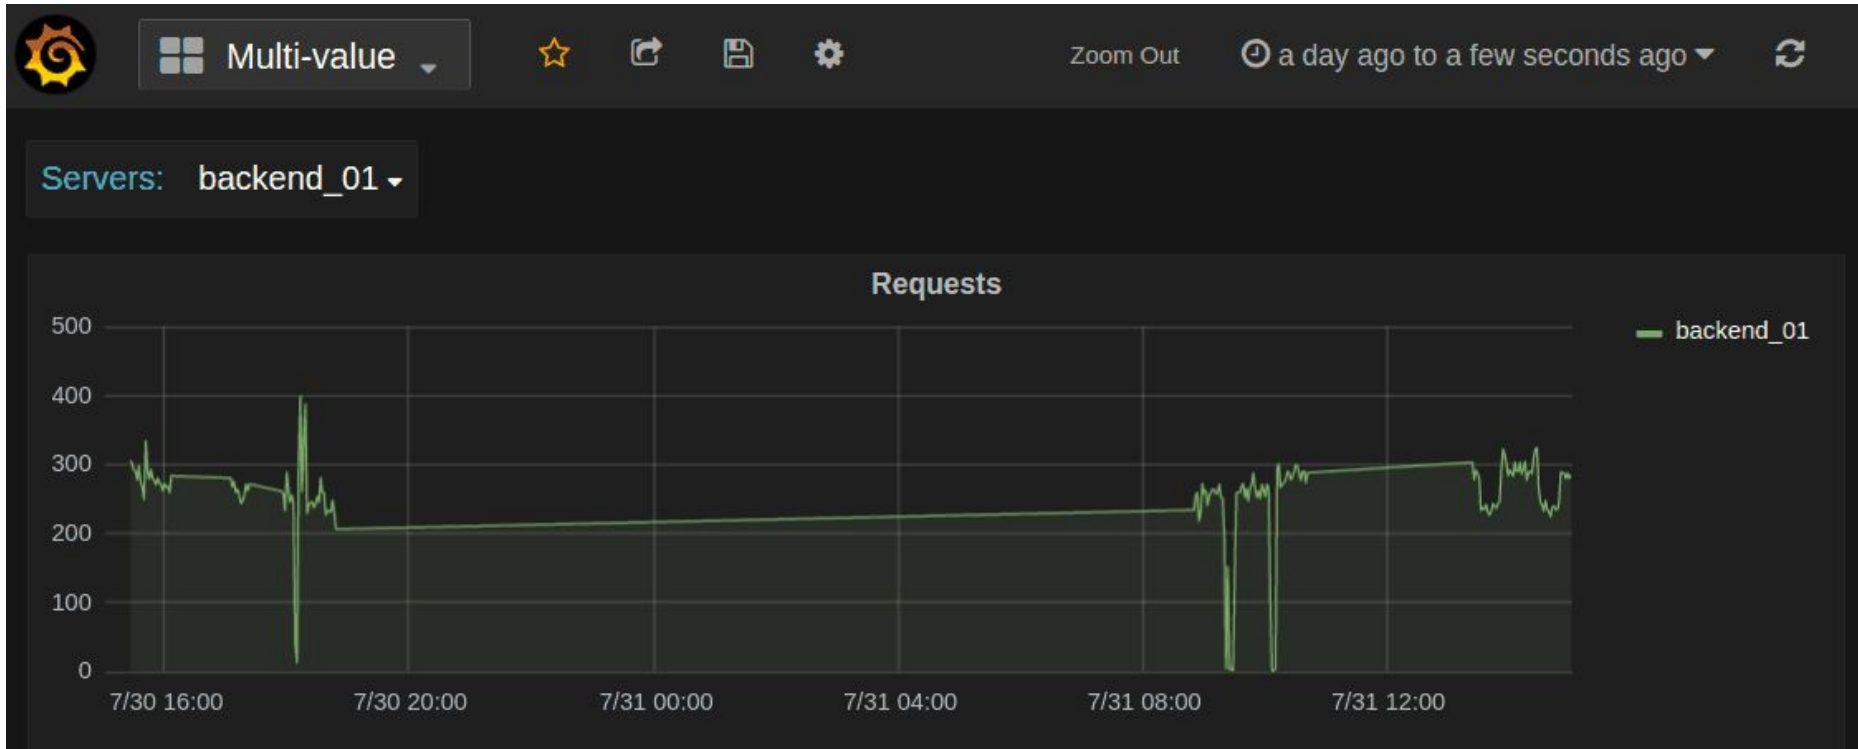 Multi-value
Zoom Out
a day ago to a few seconds ago
Servers: backend_01
Requests
500
400
300
200
100
0
backend_01
7/30 16:00 7/30 20:00 7/31 00:00 7/31 04:00 7/31 08:00 7/31 12:00